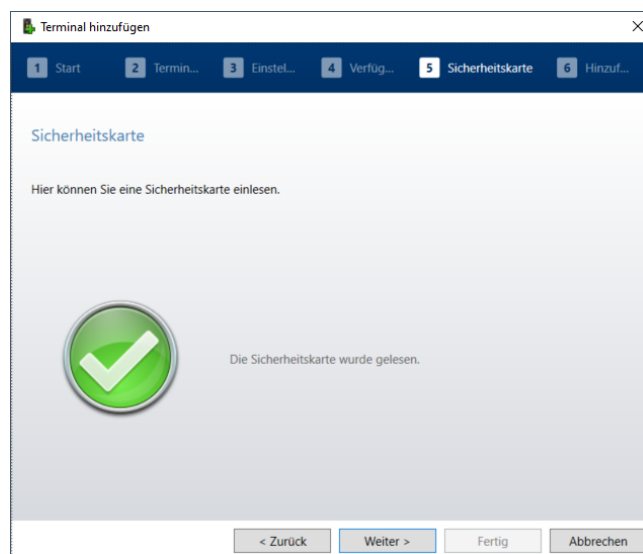 Terminal hinzufügen
1 Start 2 Termin... 3 Einstel... 4 Verfüg... 5 Sicherheitskarte 6 Hinzuf...
Sicherheitskarte
Hier können Sie eine Sicherheitskarte einlesen.
Die Sicherheitskarte wurde gelesen.
< Zurück Weiter > Fertig Abbrechen